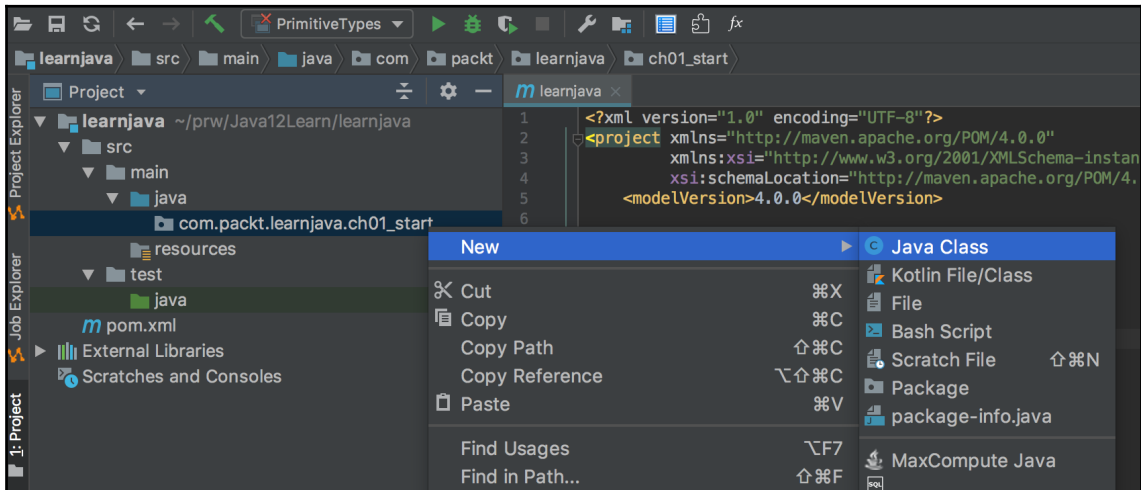 PrimitiveTypes
fx
learnjava src main java com packt learnjava ch01_start
Project
m learnjava
Project Explorer
Job Explorer
1: Project
learnjava ~/prw/Java12Learn/learnjava
src
main
java
com.packt.learnjava.ch01_start
resources
test
java
m pom.xml
External Libraries
Scratches and Consoles
1 <?xml version="1.0" encoding="UTF-8"?>
2 <project xmlns="http://maven.apache.org/POM/4.0.0"
3 xmlns:xsi="http://www.w3.org/2001/XMLSchema-instan
4 xsi:schemaLocation="http://maven.apache.org/POM/4.
5 <modelVersion>4.0.0</modelVersion>
6
New
Cut ⌘X
Copy ⌘C
Copy Path ⇧⌘C
Copy Reference ⌥⇧⌘C
Paste ⌘V
Find Usages ⌥F7
Find in Path... ⇧⌘F
C Java Class
Kotlin File/Class
File
Bash Script
Scratch File ⇧⌘N
Package
package-info.java
MaxCompute Java
SQL